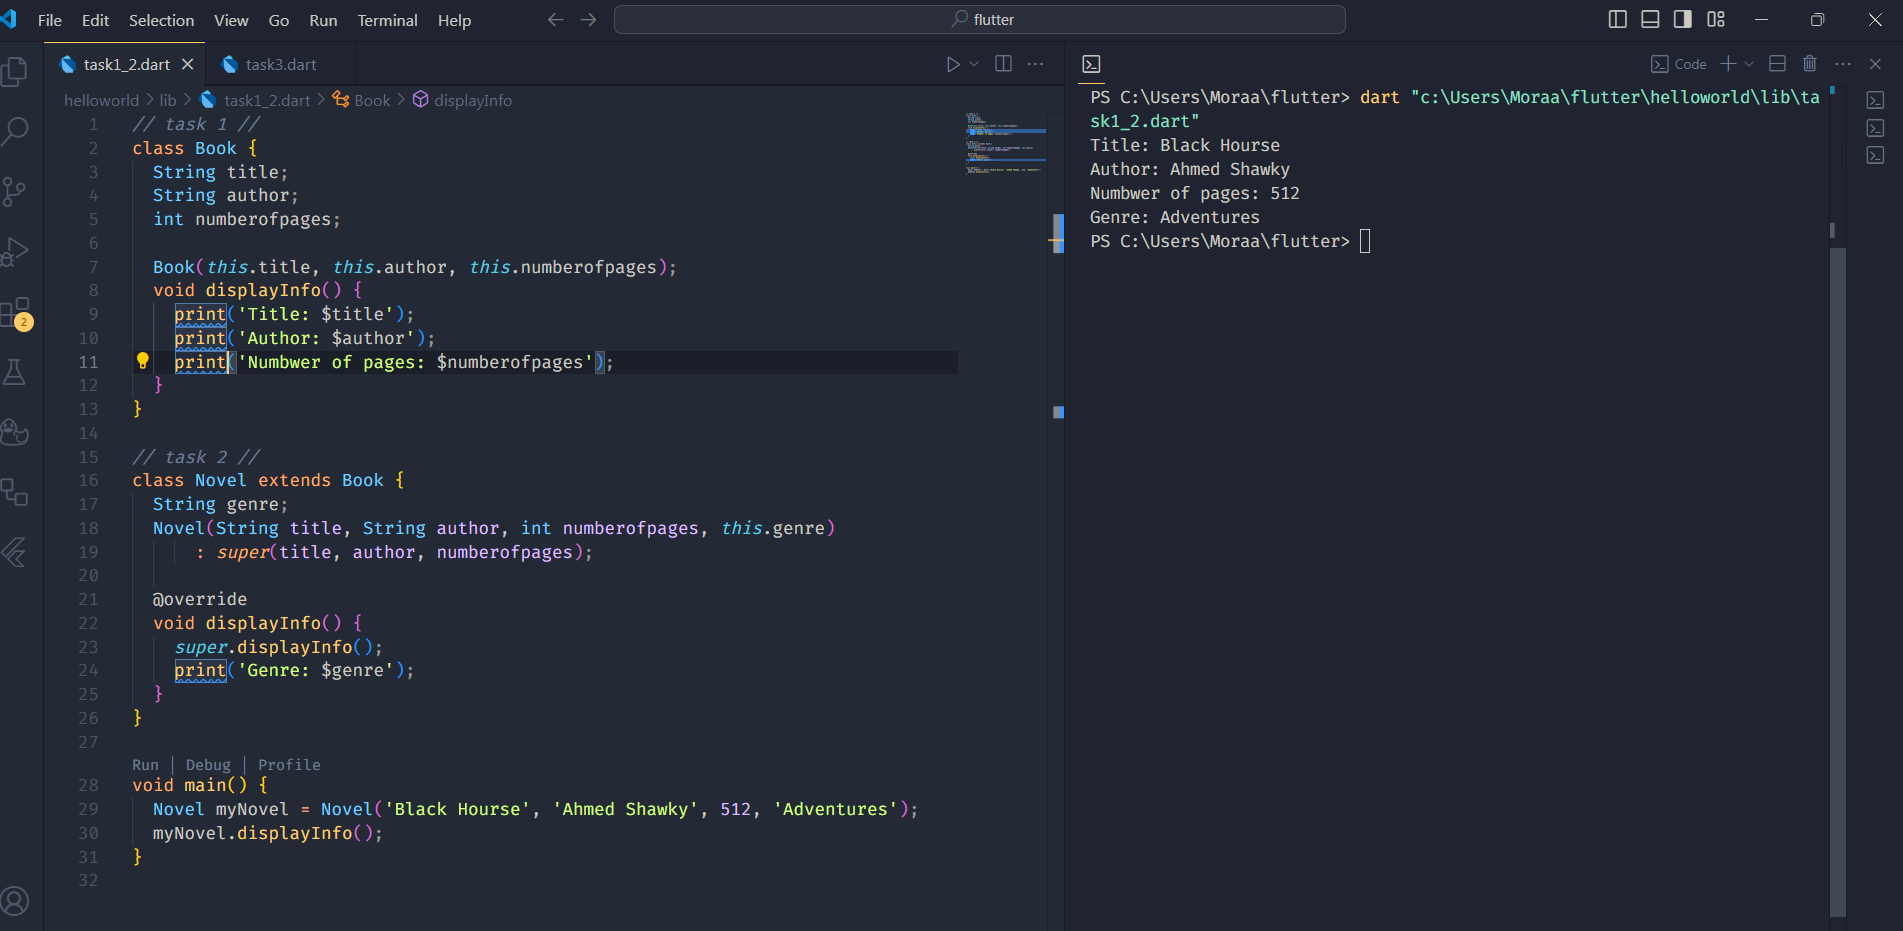 File Edit Selection View Go Run Terminal Help
flutter
task1_2.dart
task3.dart
Code
helloworld > lib > task1_2.dart > Book > displayInfo
1 // task 1 //
2 class Book {
3 String title;
4 String author;
5 int numberofpages;
6
7 Book(this.title, this.author, this.numberofpages);
8 void displayInfo() {
9 print('Title: $title');
10 print('Author: $author');
11 print('Numbwer of pages: $numberofpages');
12 }
13 }
14
15 // task 2 //
16 class Novel extends Book {
17 String genre;
18 Novel(String title, String author, int numberofpages, this.genre)
19 : super(title, author, numberofpages);
20
21 @override
22 void displayInfo() {
23 super.displayInfo();
24 print('Genre: $genre');
25 }
26 }
27
Run | Debug | Profile
28 void main() {
29 Novel myNovel = Novel('Black Hourse', 'Ahmed Shawky', 512, 'Adventures');
30 myNovel.displayInfo();
31 }
32
2
PS C:\Users\Moraa\flutter> dart "c:\Users\Moraa\flutter\helloworld\lib\ta
sk1_2.dart"
Title: Black Hourse
Author: Ahmed Shawky
Numbwer of pages: 512
Genre: Adventures
PS C:\Users\Moraa\flutter>